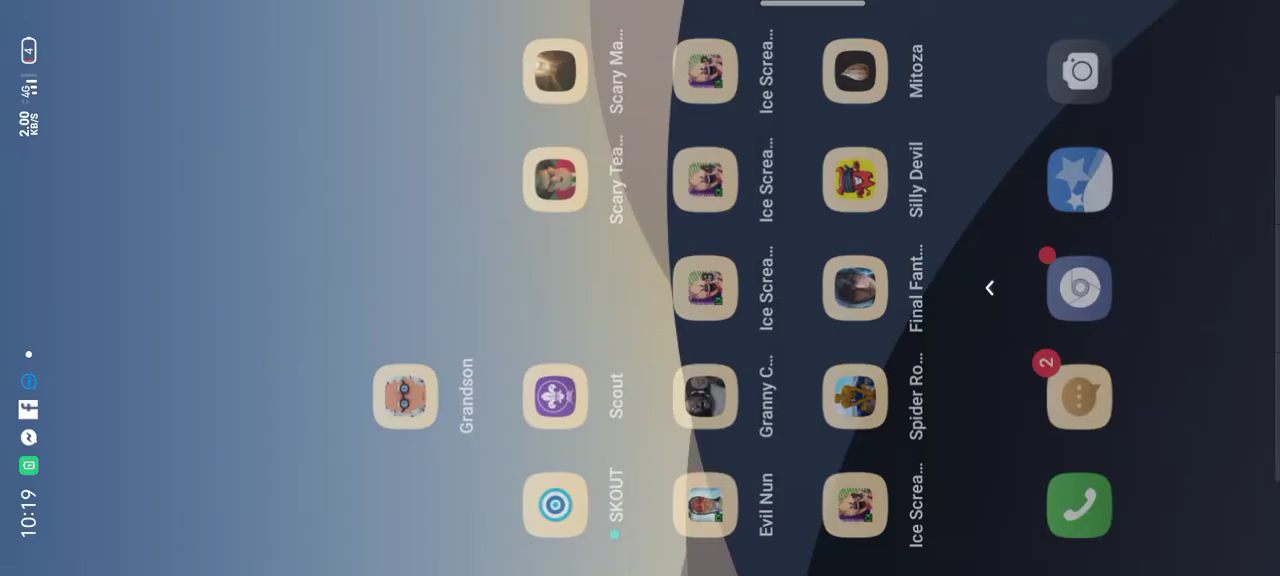 10:19
2.00
KB/S
4G
4
Grandson
SKOUT
Scout
Scary Tea...
Scary Ma...
Evil Nun
Granny C...
Ice Screa...
Ice Screa...
Ice Screa...
Ice Screa...
Spider Ro...
Final Fant...
Silly Devil
Mitoza
2